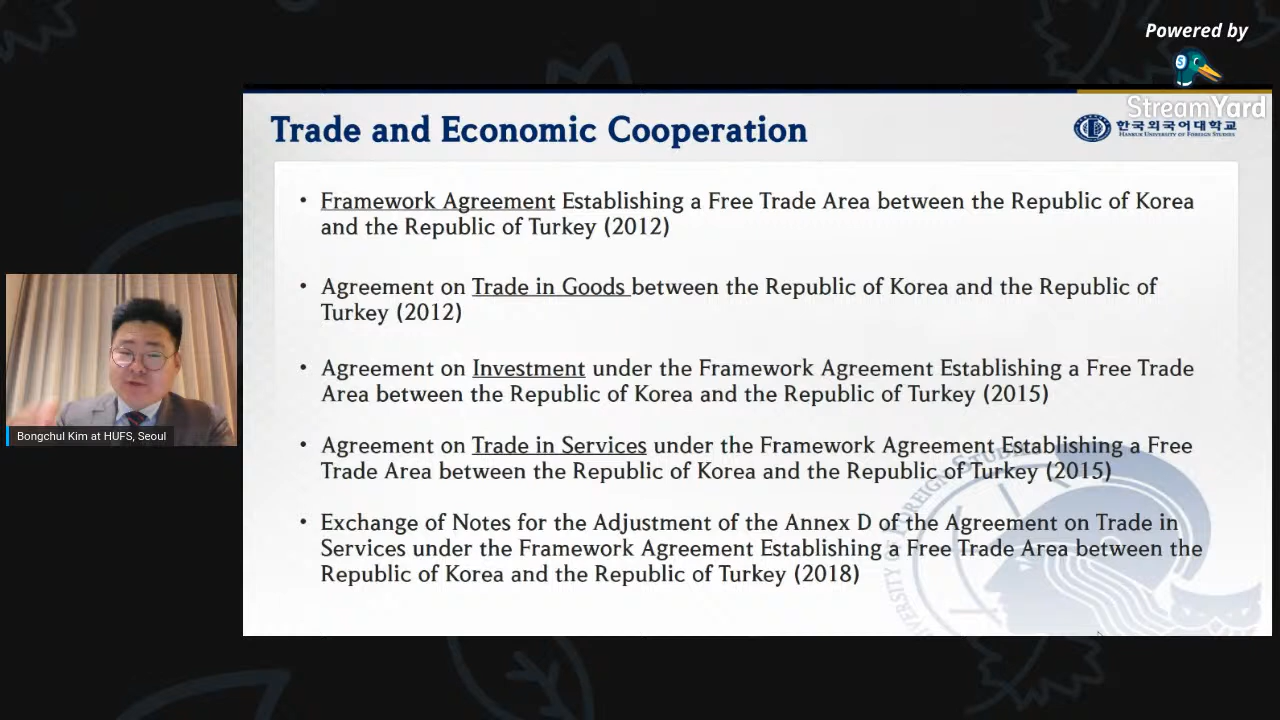 Powered by
StreamYard
Trade and Economic Cooperation
한국외국어대학교
HANKUK UNIVERSITY OF FOREIGN STUDIES
• Framework Agreement Establishing a Free Trade Area between the Republic of Korea
and the Republic of Turkey (2012)
• Agreement on Trade in Goods between the Republic of Korea and the Republic of
Turkey (2012)
• Agreement on Investment under the Framework Agreement Establishing a Free Trade
Area between the Republic of Korea and the Republic of Turkey (2015)
• Agreement on Trade in Services under the Framework Agreement Establishing a Free
Trade Area between the Republic of Korea and the Republic of Turkey (2015)
• Exchange of Notes for the Adjustment of the Annex D of the Agreement on Trade in
Services under the Framework Agreement Establishing a Free Trade Area between the
Republic of Korea and the Republic of Turkey (2018)
Bongchul Kim at HUFS, Seoul